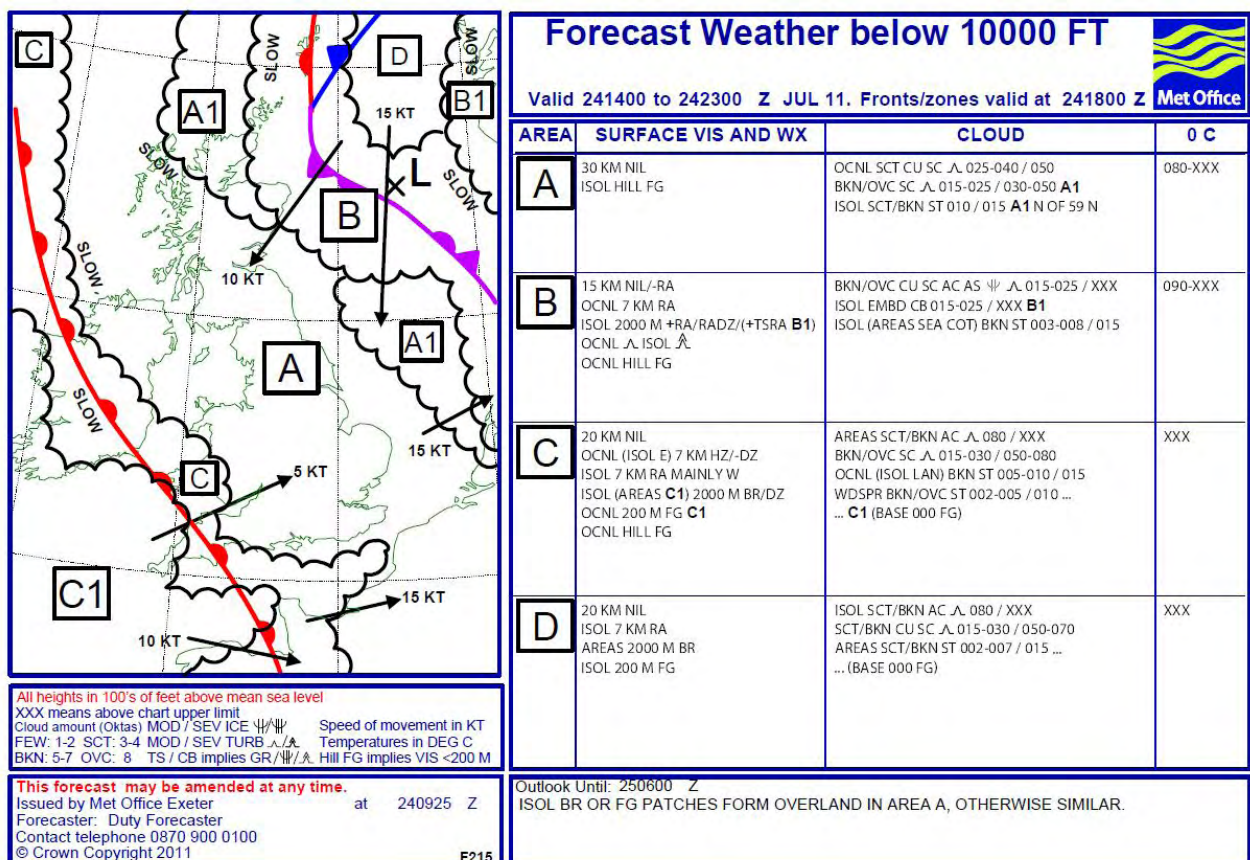 C
SLOW
D
SLOW
A1
B1
15 KT
SLOW
L
SLOW
B
10 KT
SLOW
A1
A
SLOW
15 KT
C
5 KT
C1
15 KT
10 KT
All heights in 100's of feet above mean sea level
XXX means above chart upper limit
Cloud amount (Oktas) MOD / SEV ICE / Speed of movement in KT
FEW: 1-2 SCT: 3-4 MOD / SEV TURB / Temperatures in DEG C
BKN: 5-7 OVC: 8 TS / CB implies GR/ / Hill FG implies VIS <200 M
This forecast may be amended at any time.
Issued by Met Office Exeter at 240925 Z
Forecaster: Duty Forecaster
Contact telephone 0870 900 0100
© Crown Copyright 2011
F215
Forecast Weather below 10000 FT
Valid 241400 to 242300 Z JUL 11. Fronts/zones valid at 241800 Z
Met Office
AREA SURFACE VIS AND WX CLOUD 0 C
A
30 KM NIL
ISOL HILL FG
OCNL SCT CU SC 025-040 / 050
BKN/OVC SC 015-025 / 030-050 A1
ISOL SCT/BKN ST 010 / 015 A1 N OF 59 N
080-XXX
B
15 KM NIL/-RA
OCNL 7 KM RA
ISOL 2000 M +RA/RADZ/(+TSRA B1)
OCNL ISOL
OCNL HILL FG
BKN/OVC CU SC AC AS 015-025 / XXX
ISOL EMBD CB 015-025 / XXX B1
ISOL (AREAS SEA COT) BKN ST 003-008 / 015
090-XXX
C
20 KM NIL
OCNL (ISOL E) 7 KM HZ/-DZ
ISOL 7 KM RA MAINLY W
ISOL (AREAS C1) 2000 M BR/DZ
OCNL 200 M FG C1
OCNL HILL FG
AREAS SCT/BKN AC 080 / XXX
BKN/OVC SC 015-030 / 050-080
OCNL (ISOL LAN) BKN ST 005-010 / 015
WDSPR BKN/OVC ST 002-005 / 010 ...
... C1 (BASE 000 FG)
XXX
D
20 KM NIL
ISOL 7 KM RA
AREAS 2000 M BR
ISOL 200 M FG
ISOL SCT/BKN AC 080 / XXX
SCT/BKN CU SC 015-030 / 050-070
AREAS SCT/BKN ST 002-007 / 015 ...
... (BASE 000 FG)
XXX
Outlook Until: 250600 Z
ISOL BR OR FG PATCHES FORM OVERLAND IN AREA A, OTHERWISE SIMILAR.